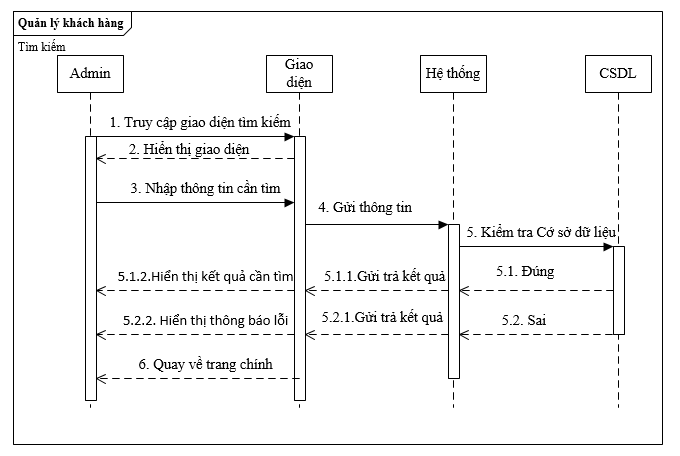 Quản lý khách hàng
Tìm kiếm
Admin
Giao
diện
Hệ thống
CSDL
1. Truy cập giao diện tìm kiếm
2. Hiển thị giao diện
3. Nhập thông tin cần tìm
4. Gửi thông tin
5. Kiểm tra Cớ sở dữ liệu
5.1. Đúng
5.1.1.Gửi trả kết quả
5.1.2.Hiển thị kết quả cần tìm
5.2. Sai
5.2.1.Gửi trả kết quả
5.2.2. Hiển thị thông báo lỗi
6. Quay về trang chính